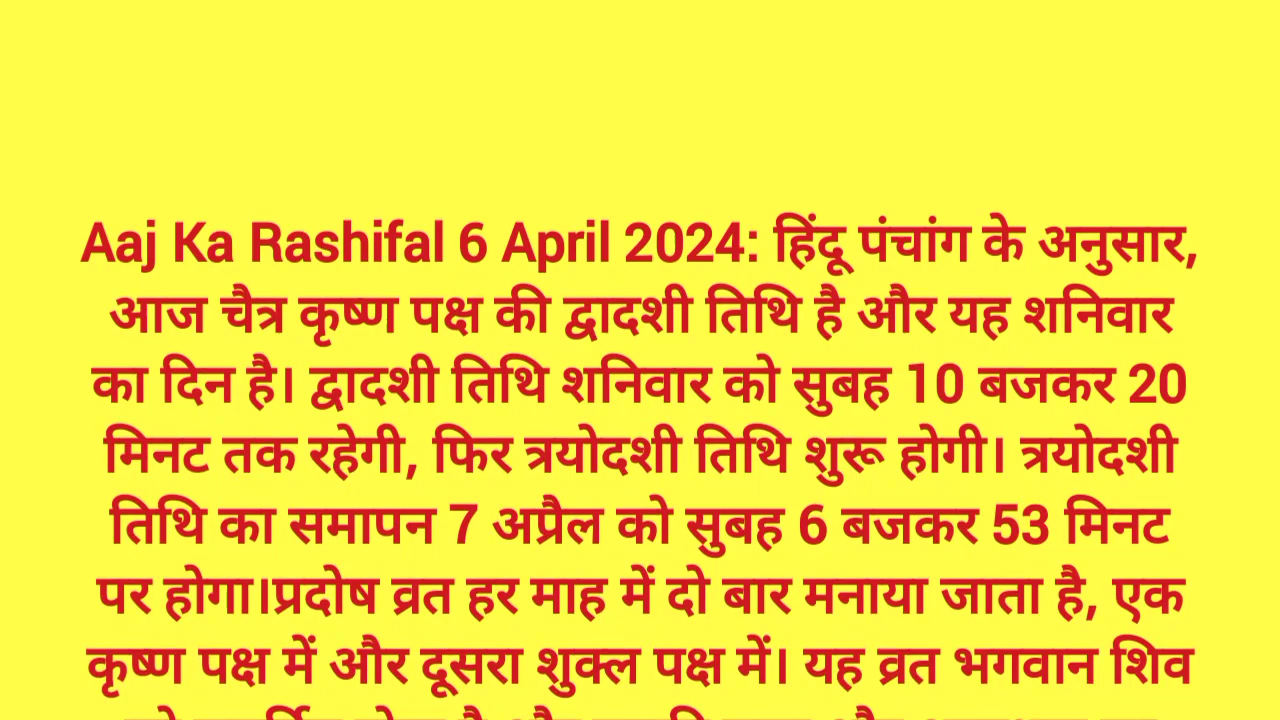 Aaj Ka Rashifal 6 April 2024: हिंदू पंचांग के अनुसार,
आज चैत्र कृष्ण पक्ष की द्वादशी तिथि है और यह शनिवार
का दिन है। द्वादशी तिथि शनिवार को सुबह 10 बजकर 20
मिनट तक रहेगी, फिर त्रयोदशी तिथि शुरू होगी। त्रयोदशी
तिथि का समापन 7 अप्रैल को सुबह 6 बजकर 53 मिनट
पर होगा।प्रदोष व्रत हर माह में दो बार मनाया जाता है, एक
कृष्ण पक्ष में और दूसरा शुक्ल पक्ष में। यह व्रत भगवान शिव